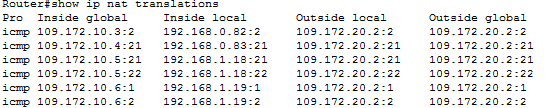 Router#show ip nat translations
Pro  Inside global     Inside local       Outside local      Outside global
icmp 109.172.10.3:2    192.168.0.82:2     109.172.20.2:2     109.172.20.2:2
icmp 109.172.10.4:21   192.168.0.83:21    109.172.20.2:21    109.172.20.2:21
icmp 109.172.10.5:21   192.168.1.18:21    109.172.20.2:21    109.172.20.2:21
icmp 109.172.10.5:22   192.168.1.18:22    109.172.20.2:22    109.172.20.2:22
icmp 109.172.10.6:1    192.168.1.19:1     109.172.20.2:1     109.172.20.2:1
icmp 109.172.10.6:2    192.168.1.19:2     109.172.20.2:2     109.172.20.2:2